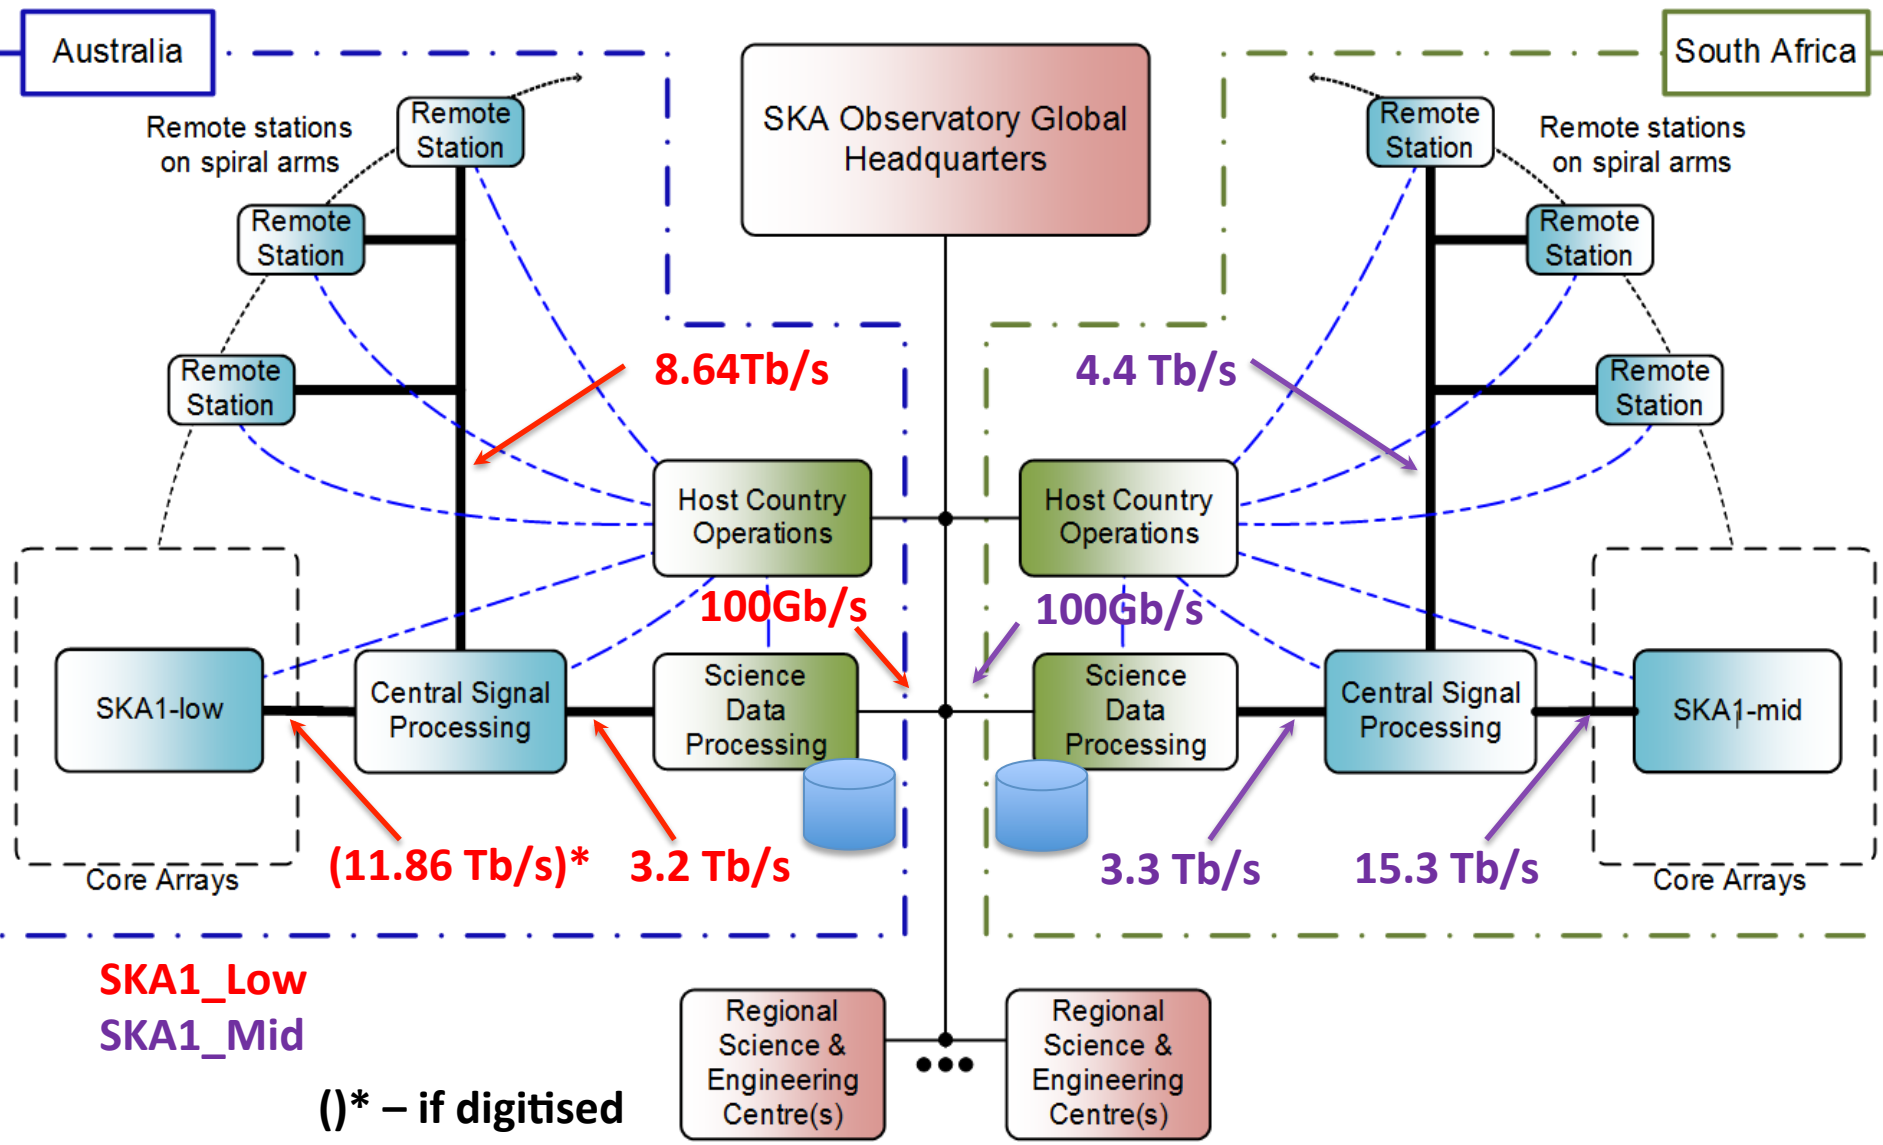 Australia
South Africa
SKA Observatory Global
Headquarters
Remote stations
on spiral arms
Remote
Station
Remote
Station
Remote
Station
Remote
Station
Remote stations
on spiral arms
Remote
Station
Remote
Station
8.64Tb/s
4.4 Tb/s
Host Country
Operations
Host Country
Operations
100Gb/s
100Gb/s
SKA1-low
Central Signal
Processing
Science
Data
Processing
Science
Data
Processing
Central Signal
Processing
SKA1-mid
(11.86 Tb/s)*
3.2 Tb/s
3.3 Tb/s
15.3 Tb/s
Core Arrays
Core Arrays
SKA1_Low
SKA1_Mid
()* – if digitised
Regional
Science &
Engineering
Centre(s)
Regional
Science &
Engineering
Centre(s)